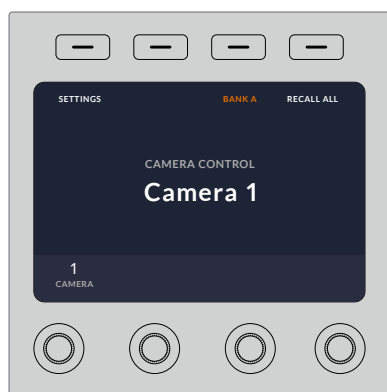 SETTINGS BANK A RECALL ALL
CAMERA CONTROL
Camera 1
1
CAMERA